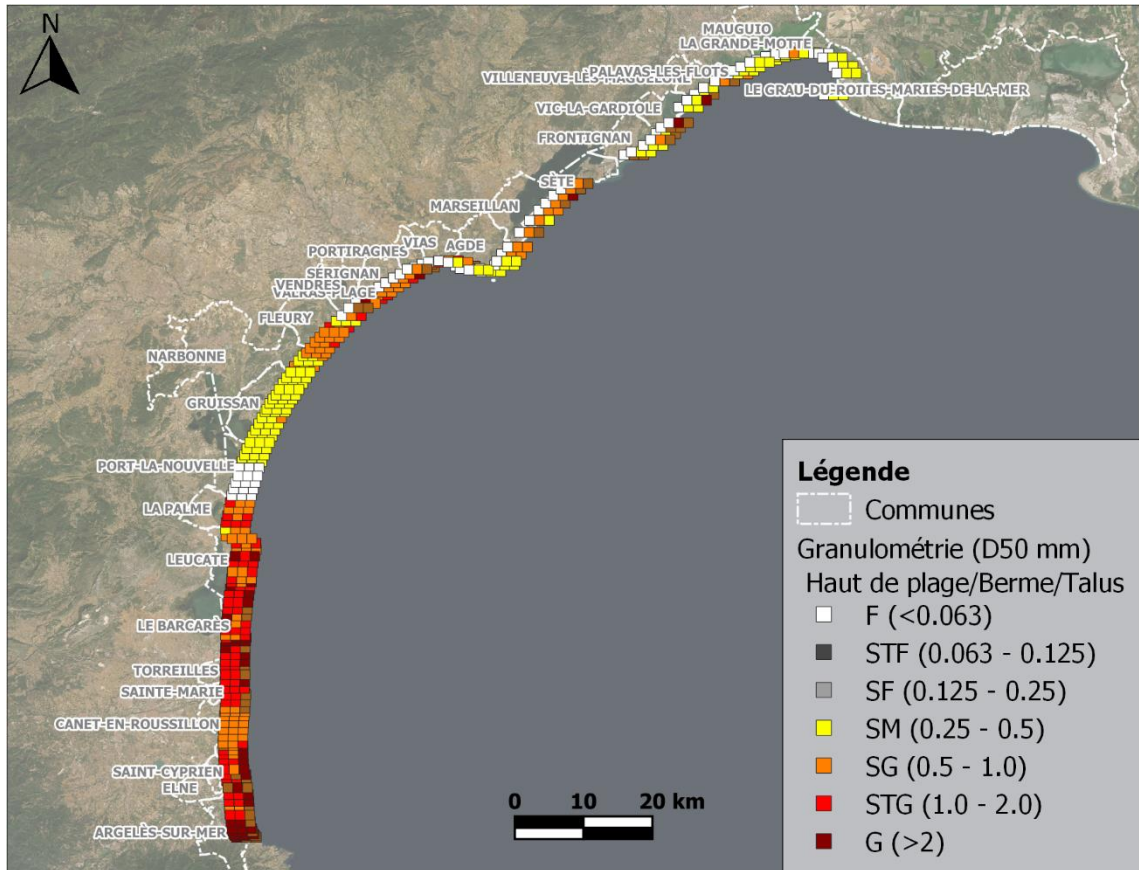 N
MAUGUIO
LA GRANDE-MOTTE
PALAVAS-LES-FLOTS
VILLENEUVE-LÈS-MAGUELONE
LE GRAU-DU-ROI
MARIES-DE-LA-MER
VIC-LA-GARDIOLE
FRONTIGNAN
SÈTE
MARSEILLAN
AGDE
VIAS
PORTIRAGNES
SÉRIGNAN
VENDRES
VALRAS-PLAGE
FLEURY
NARBONNE
GRUISSAN
PORT-LA-NOUVELLE
LA PALME
LEUCATE
LE BARCARÈS
TORREILLES
SAINTE-MARIE
CANET-EN-ROUSSILLON
SAINT-CYPRIEN
ELNE
ARGELÈS-SUR-MER
0 10 20 km
Légende
Communes
Granulométrie (D50 mm)
Haut de plage/Berme/Talus
F (<0.063)
STF (0.063 - 0.125)
SF (0.125 - 0.25)
SM (0.25 - 0.5)
SG (0.5 - 1.0)
STG (1.0 - 2.0)
G (>2)